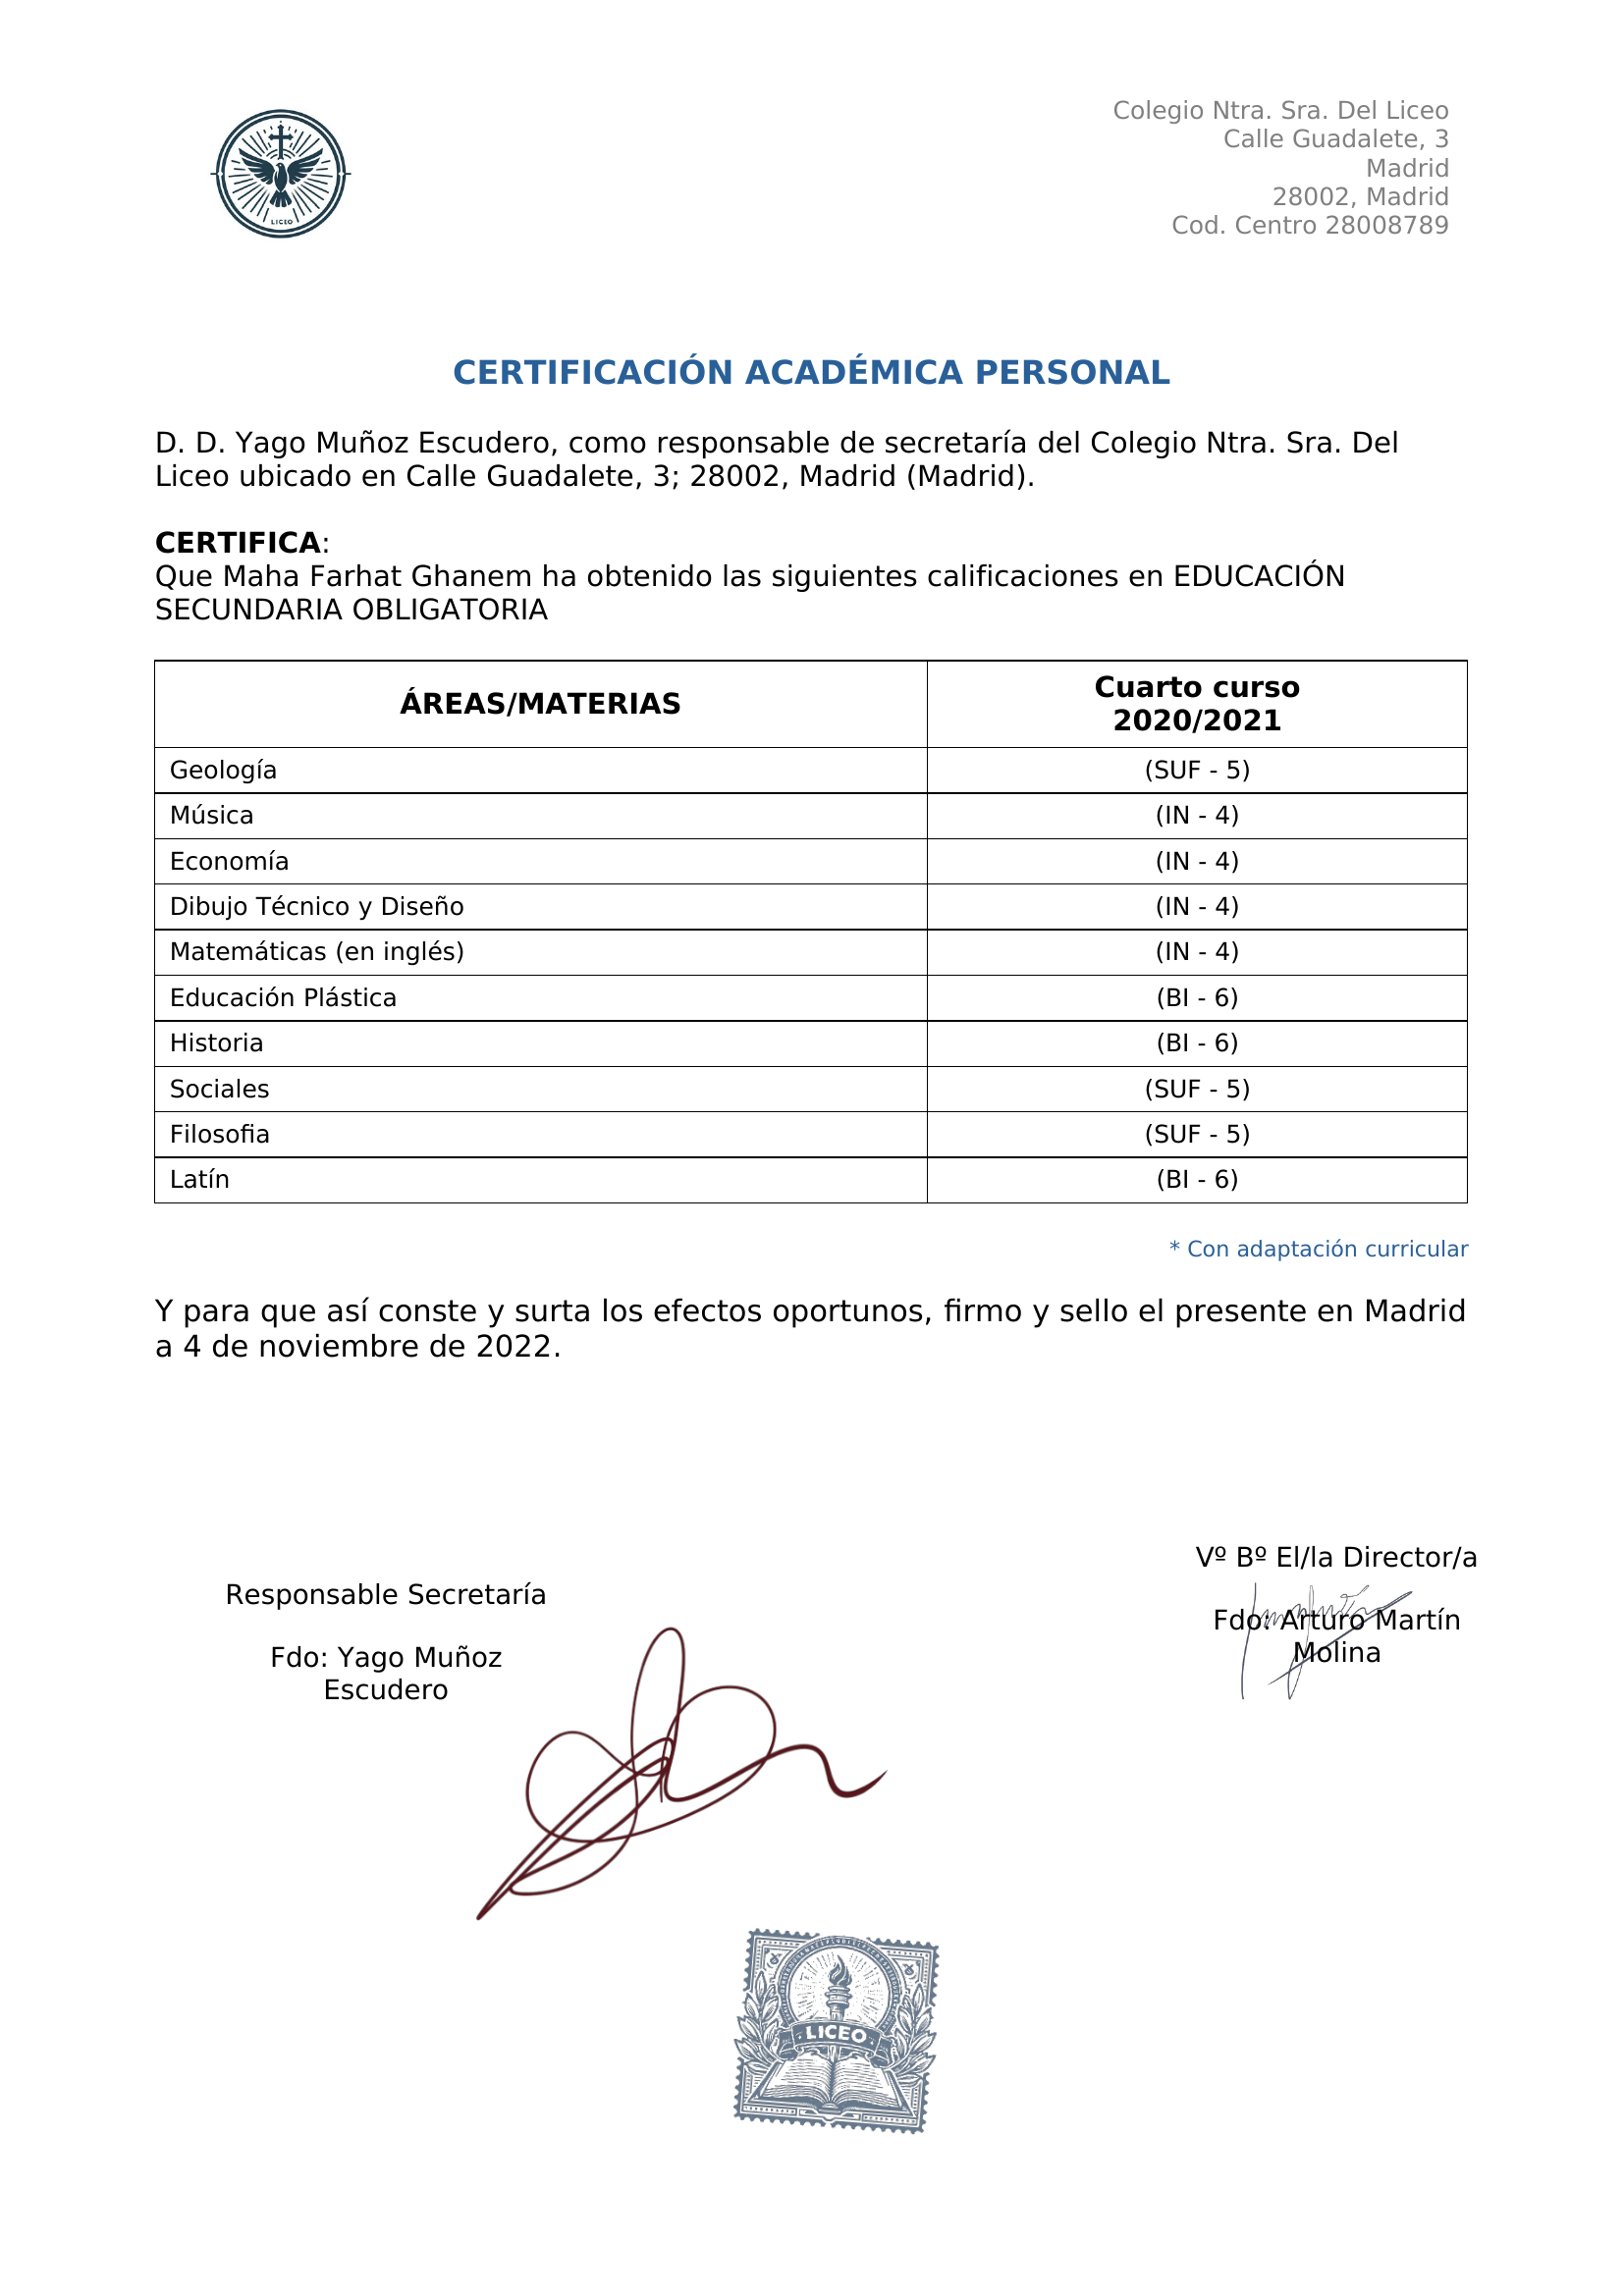 LICEO
Colegio Ntra. Sra. Del Liceo
Calle Guadalete, 3
Madrid
28002, Madrid
Cod. Centro 28008789
CERTIFICACIÓN ACADÉMICA PERSONAL
D. D. Yago Muñoz Escudero, como responsable de secretaría del Colegio Ntra. Sra. Del
Liceo ubicado en Calle Guadalete, 3; 28002, Madrid (Madrid).
CERTIFICA:
Que Maha Farhat Ghanem ha obtenido las siguientes calificaciones en EDUCACIÓN
SECUNDARIA OBLIGATORIA
ÁREAS/MATERIAS Cuarto curso
2020/2021
Geología (SUF - 5)
Música (IN - 4)
Economía (IN - 4)
Dibujo Técnico y Diseño (IN - 4)
Matemáticas (en inglés) (IN - 4)
Educación Plástica (BI - 6)
Historia (BI - 6)
Sociales (SUF - 5)
Filosofia (SUF - 5)
Latín (BI - 6)
* Con adaptación curricular
Y para que así conste y surta los efectos oportunos, firmo y sello el presente en Madrid
a 4 de noviembre de 2022.
Responsable Secretaría
Fdo: Yago Muñoz
Escudero
Vº Bº El/la Director/a
Fdo: Arturo Martín
Molina
LICEO